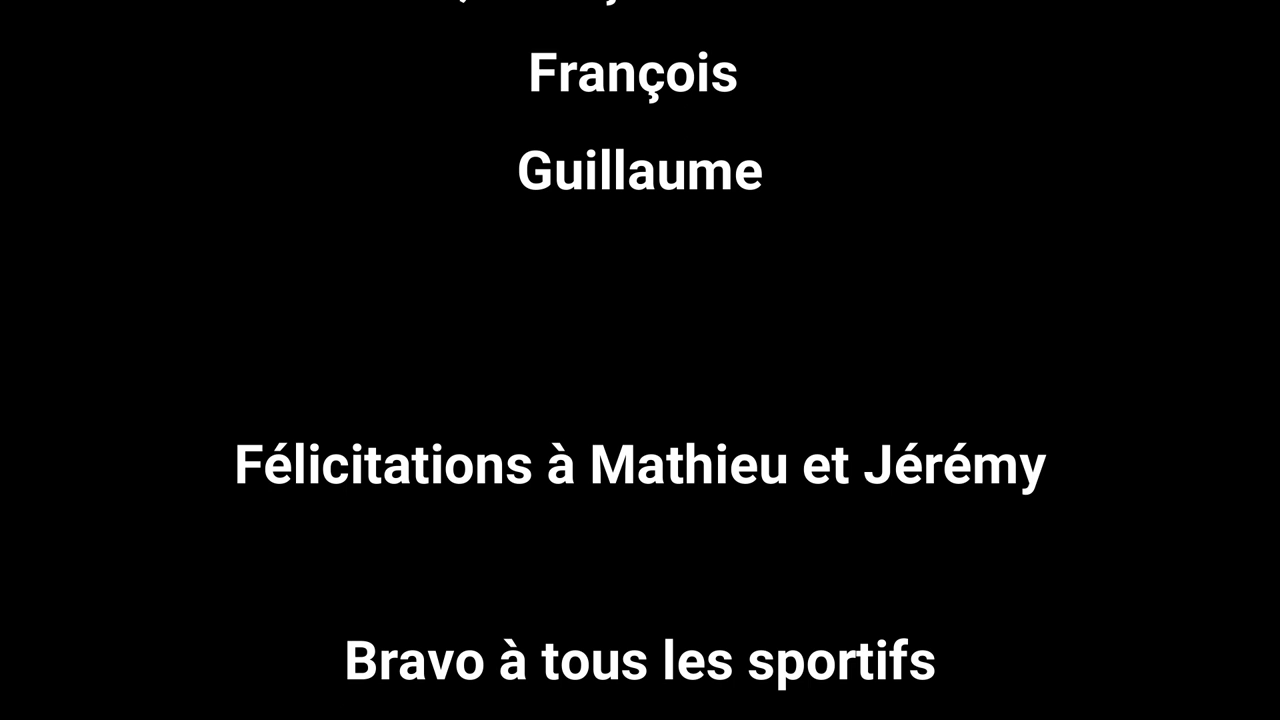 François
Guillaume
Félicitations à Mathieu et Jérémy
Bravo à tous les sportifs